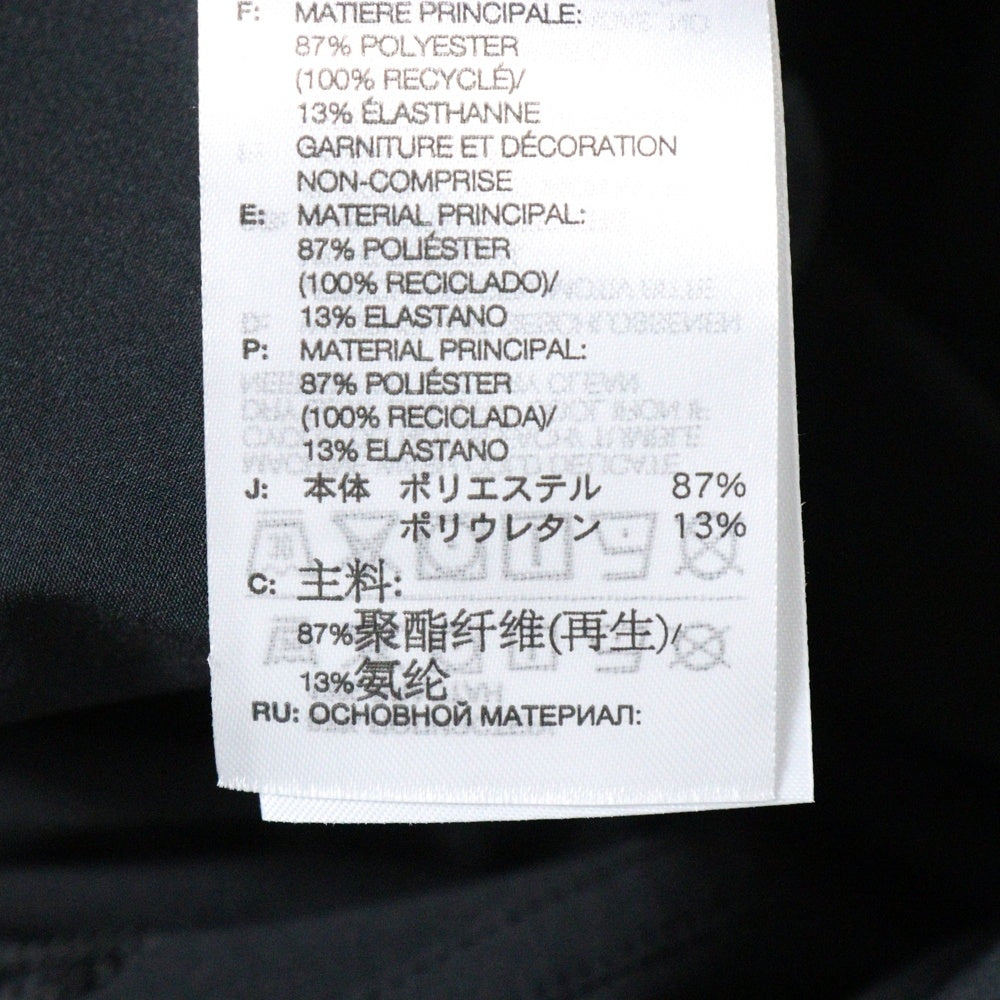 F: MATIÈRE PRINCIPALE:
87% POLYESTER
(100% RECYCLÉ)/
13% ÉLASTHANNE
GARNITURE ET DÉCORATION
NON-COMPRISE
E: MATERIAL PRINCIPAL:
87% POLIÉSTER
(100% RECICLADO)/
13% ELASTANO
P: MATERIAL PRINCIPAL:
87% POLIÉSTER
(100% RECICLADA)/
13% ELASTANO
J: 本体 ポリエステル 87%
ポリウレタン 13%
C: 主料:
87%聚酯纤维(再生)/
13%氨纶
RU: ОСНОВНОЙ МАТЕРИАЛ: